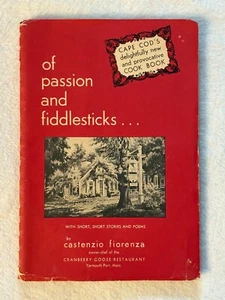 CAPE COD'S
delightfully new
and provocative
COOK BOOK
of
passion
and
fiddlesticks...
WITH SHORT, SHORT STORIES AND POEMS
by
castenzio fiorenza
owner-chef of the
CRANBERRY GOOSE RESTAURANT
Yarmouth Port, Mass.